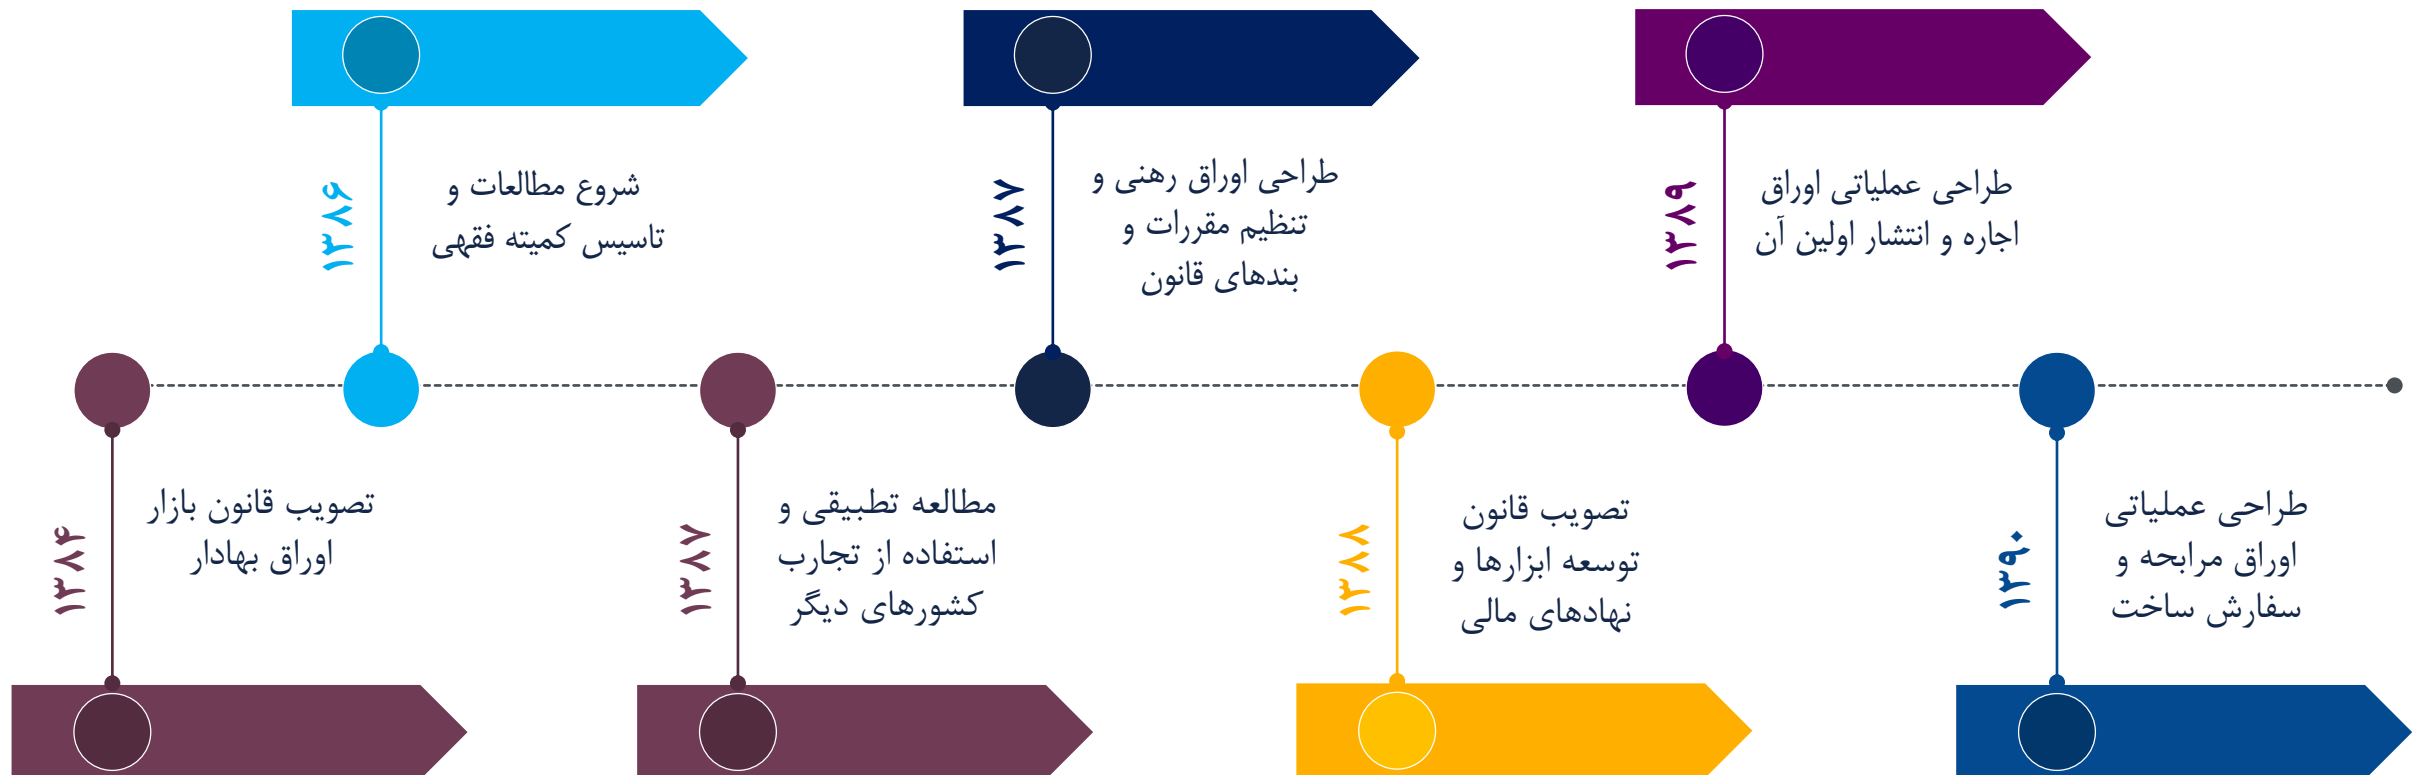 ۱۳۸۴
تصویب قانون بازار
اوراق بهادار
۱۳۸۶
شروع مطالعات و
تاسیس کمیته فقهی
۱۳۸۷
مطالعه تطبیقی و
استفاده از تجارب
کشورهای دیگر
۱۳۸۷
طراحی اوراق رهنی و
تنظیم مقررات و
بندهای قانون
۱۳۸۸
تصویب قانون
توسعه ابزارها و
نهادهای مالی
۱۳۸۹
طراحی عملیاتی اوراق
اجاره و انتشار اولین آن
۱۳۹۰
طراحی عملیاتی
اوراق مرابحه و
سفارش ساخت